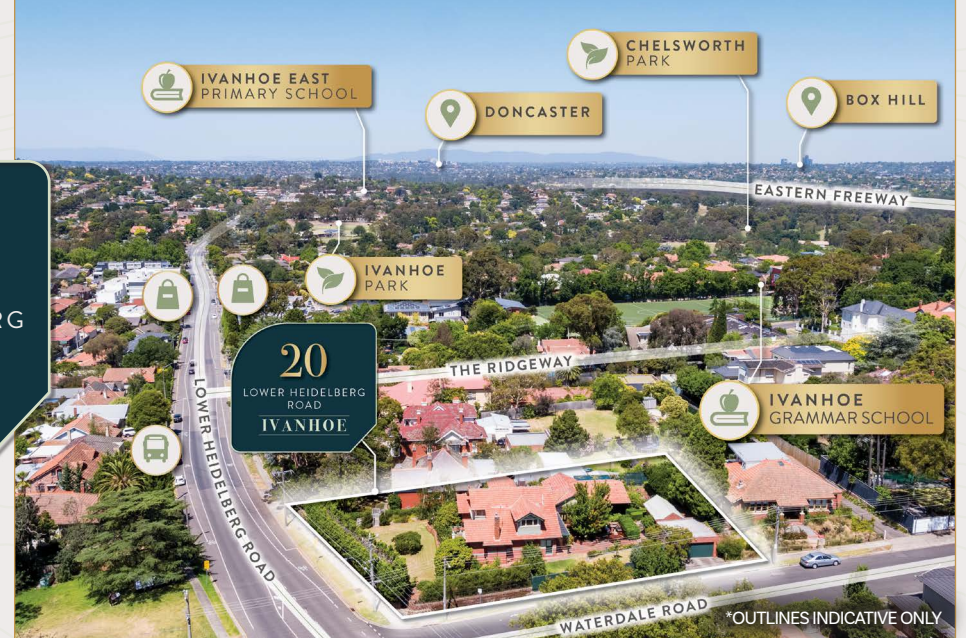 CHELSWORTH
PARK
IVANHOE EAST
PRIMARY SCHOOL
DONCASTER
BOX HILL
EASTERN FREEWAY
IVANHOE
PARK
RG
20
LOWER HEIDELBERG
ROAD
IVANHOE
THE RIDGEWAY
IVANHOE
GRAMMAR SCHOOL
LOWER HEIDELBERG ROAD
WATERDALE ROAD
*OUTLINES INDICATIVE ONLY